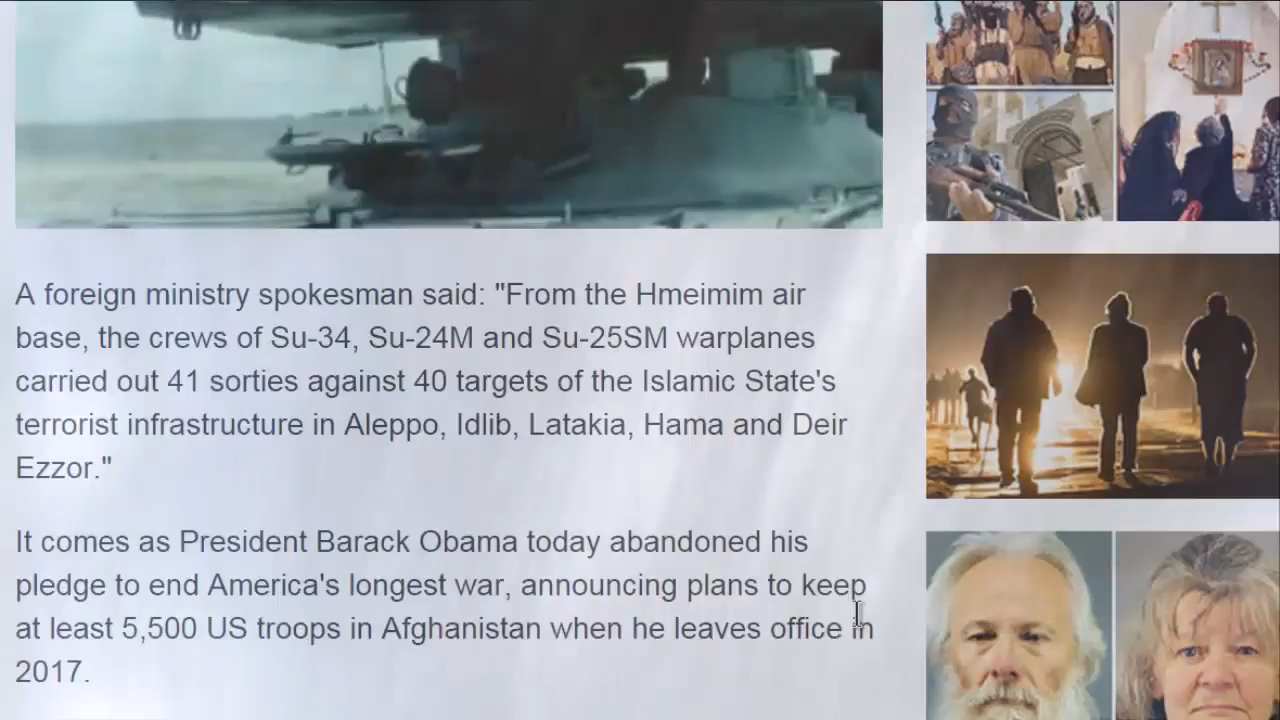 A foreign ministry spokesman said: "From the Hmeimim air
base, the crews of Su-34, Su-24M and Su-25SM warplanes
carried out 41 sorties against 40 targets of the Islamic State's
terrorist infrastructure in Aleppo, Idlib, Latakia, Hama and Deir
Ezzor."
It comes as President Barack Obama today abandoned his
pledge to end America's longest war, announcing plans to keep
at least 5,500 US troops in Afghanistan when he leaves office in
2017.